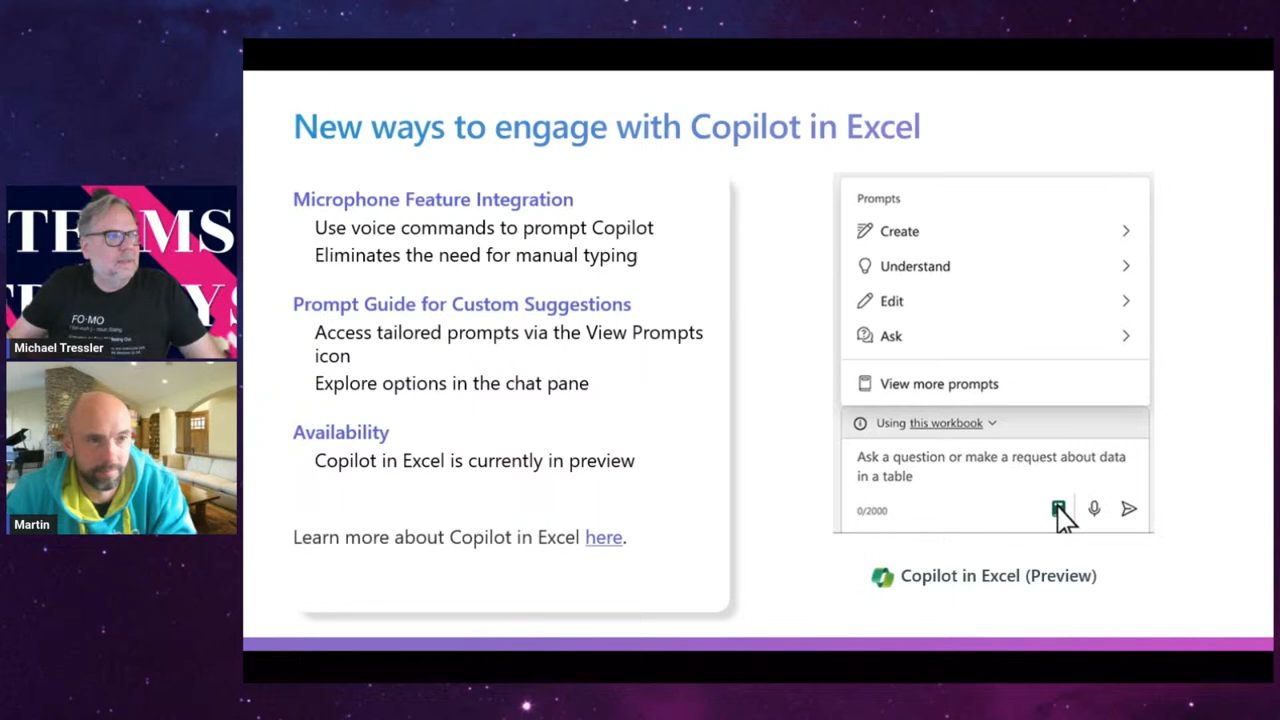 New ways to engage with Copilot in Excel
Microphone Feature Integration
Use voice commands to prompt Copilot
Eliminates the need for manual typing
Prompt Guide for Custom Suggestions
Access tailored prompts via the View Prompts
icon
Explore options in the chat pane
Availability
Copilot in Excel is currently in preview
Learn more about Copilot in Excel here.
Prompts
Create
Understand
Edit
Ask
View more prompts
Using this workbook
Ask a question or make a request about data
in a table
0/2000
Copilot in Excel (Preview)
TEAMS
FO·MO
Michael Tressler
Martin